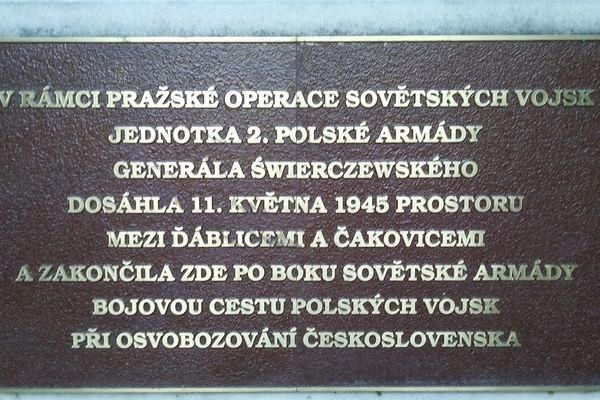 V RÁMCI PRAŽSKÉ OPERACE SOVĚTSKÝCH VOJSK
JEDNOTKA 2. POLSKÉ ARMÁDY
GENERÁLA ŚWIERCZEWSKÉHO
DOSÁHLA 11. KVĚTNA 1945 PROSTORU
MEZI ĎÁBLICEMI A ČAKOVICEMI
A ZAKONČILA ZDE PO BOKU SOVĚTSKÉ ARMÁDY
BOJOVOU CESTU POLSKÝCH VOJSK
PŘI OSVOBOZOVÁNÍ ČESKOSLOVENSKA